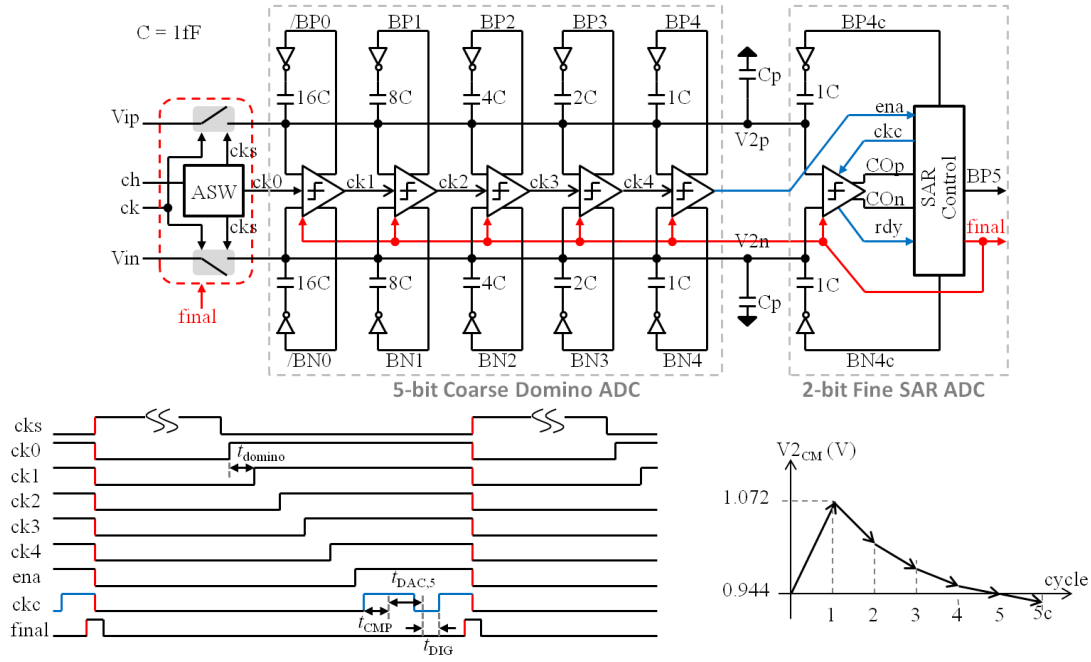 C = 1fF
/BP0 BP1 BP2 BP3 BP4 BP4c
16C 8C 4C 2C 1C Cp 1C
ena
Vip V2p ckc
cks COp
ch ck0 ck1 ck2 ck3 ck4 SAR Control BP5
ASW COn
ck
cks rdy final
Vin V2n
16C 8C 4C 2C 1C Cp 1C
final
/BN0 BN1 BN2 BN3 BN4 BN4c
5-bit Coarse Domino ADC 2-bit Fine SAR ADC
cks
ck0
tdomino
ck1
ck2
ck3
ck4
ena
tDAC,5
ckc
tCMP
final
tDIG
V2CM (V)
1.072
0.944
cycle
1 2 3 4 5 5c